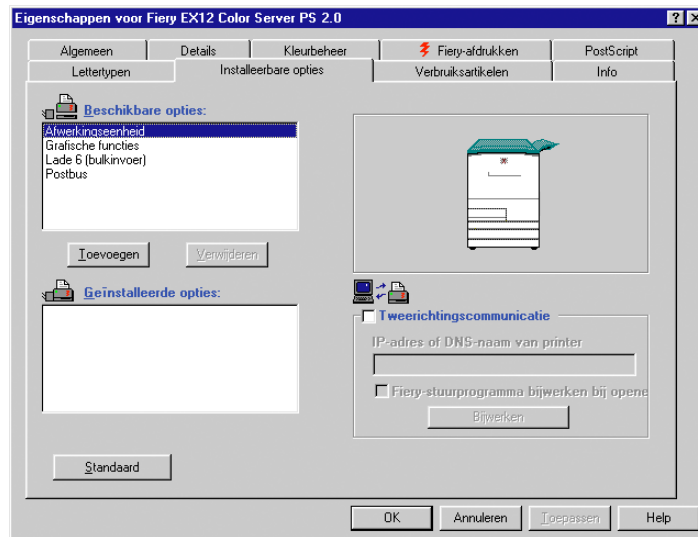 Eigenschappen voor Fiery EX12 Color Server PS 2.0
Algemeen
Details
Kleurbeheer
Fiery-afdrukken
PostScript
Lettertypen
Installeerbare opties
Verbruiksartikelen
Info
Beschikbare opties:
Afwerkingseenheid
Grafische functies
Lade 6 (bulkinvoer)
Postbus
Toevoegen
Verwijderen
Geïnstalleerde opties:
Tweerichtingscommunicatie
IP-adres of DNS-naam van printer
Fiery-stuurprogramma bijwerken bij opene
Bijwerken
Standaard
OK
Annuleren
Toepassen
Help